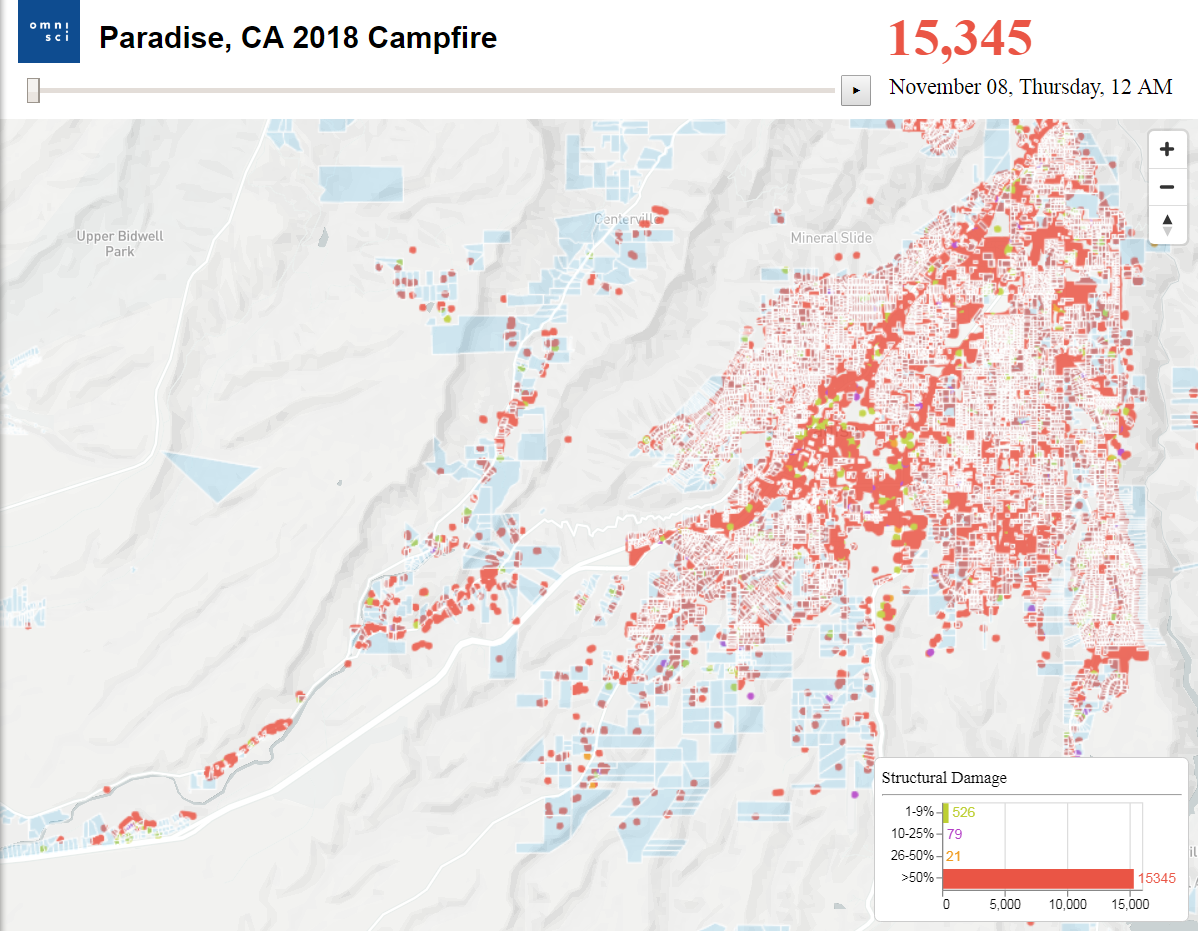 omni
sci
Paradise, CA 2018 Campfire
15,345
November 08, Thursday, 12 AM
Upper Bidwell
Park
Centervill
Mineral Slide
Structural Damage
1-9%
526
10-25%
79
26-50%
21
>50%
15345
0
5,000
10,000
15,000
il